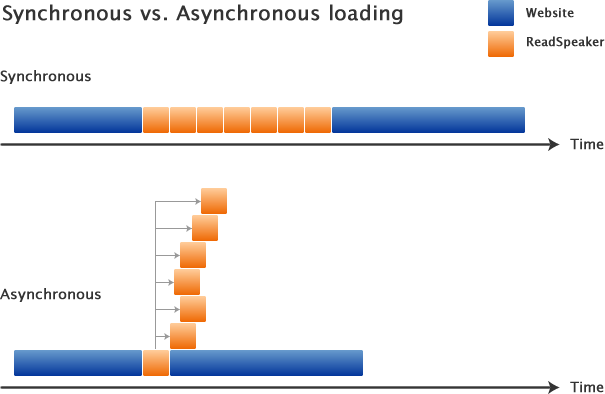 Synchronous vs. Asynchronous loading
Website
ReadSpeaker
Synchronous
Time
Asynchronous
Time